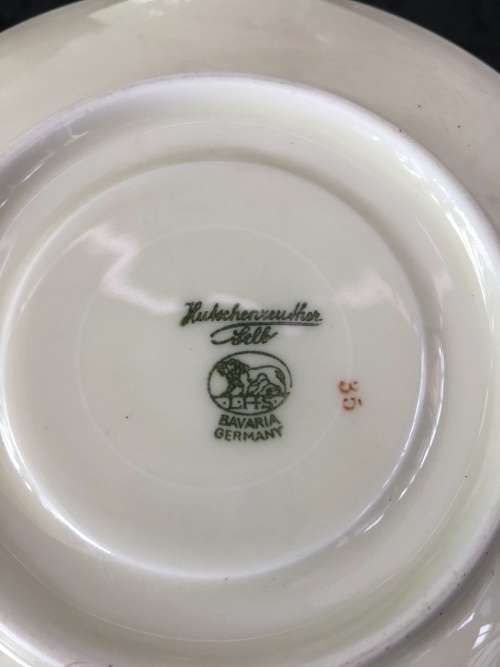 Hutschenreuther
Selb
LHS
BAVARIA
GERMANY
35